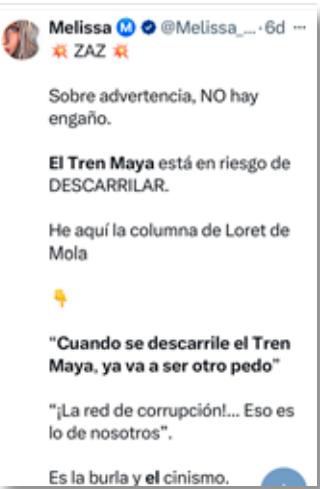 Melissa Ⓜ️ @Melissa_... · 6d ···
💥 ZAZ 💥
Sobre advertencia, NO hay
engaño.
El Tren Maya está en riesgo de
DESCARRILAR.
He aquí la columna de Loret de
Mola
👇
"Cuando se descarrile el Tren
Maya, ya va a ser otro pedo"
"¡La red de corrupción!... Eso es
lo de nosotros".
Es la burla y el cinismo.